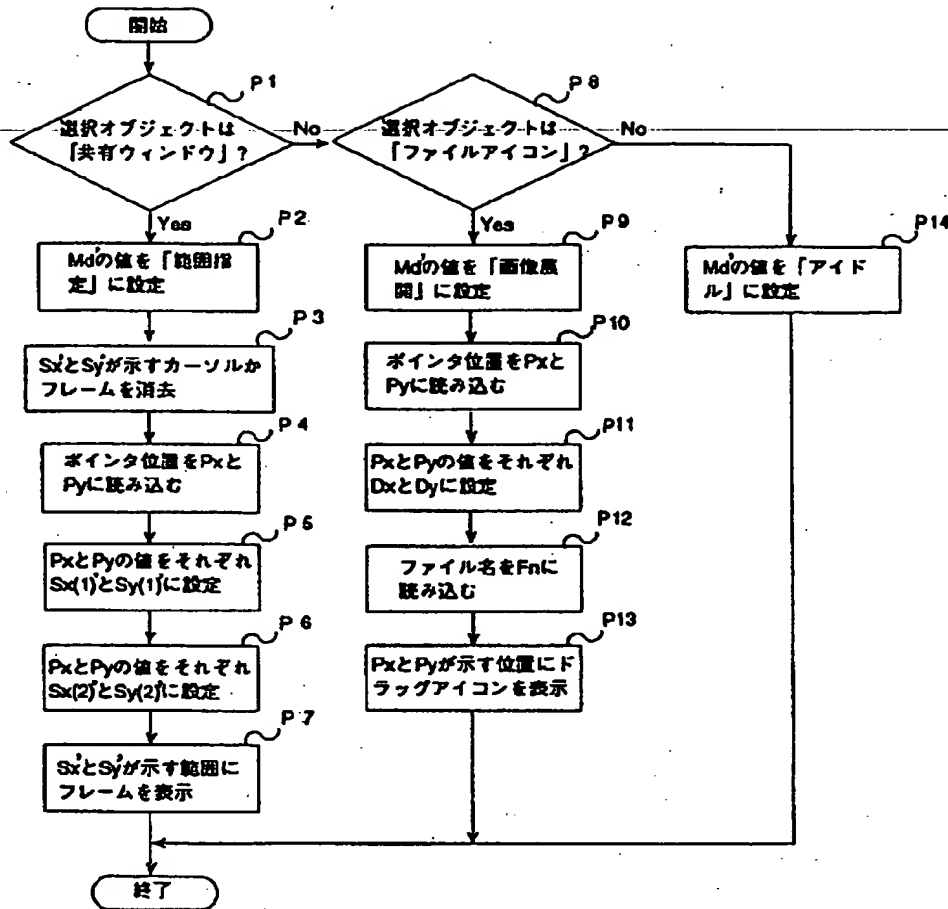 開始
P1
選択オブジェクトは
「共有ウィンドウ」?
No
Yes
P2
Md'の値を「範囲指
定」に設定
P3
Sx'とSy'が示すカーソルか
フレームを消去
P4
ポインタ位置をPxと
Pyに読み込む
P5
PxとPyの値をそれぞれ
Sx(1)'とSy(1)'に設定
P6
PxとPyの値をそれぞれ
Sx(2)'とSy(2)'に設定
P7
Sx'とSy'が示す範囲に
フレームを表示
終了
P8
選択オブジェクトは
「ファイルアイコン」?
No
Yes
P9
Md'の値を「画像展
開」に設定
P10
ポインタ位置をPxと
Pyに読み込む
P11
PxとPyの値をそれぞれ
DxとDyに設定
P12
ファイル名をFnに
読み込む
P13
PxとPyが示す位置にド
ラッグアイコンを表示
P14
Md'の値を「アイド
ル」に設定